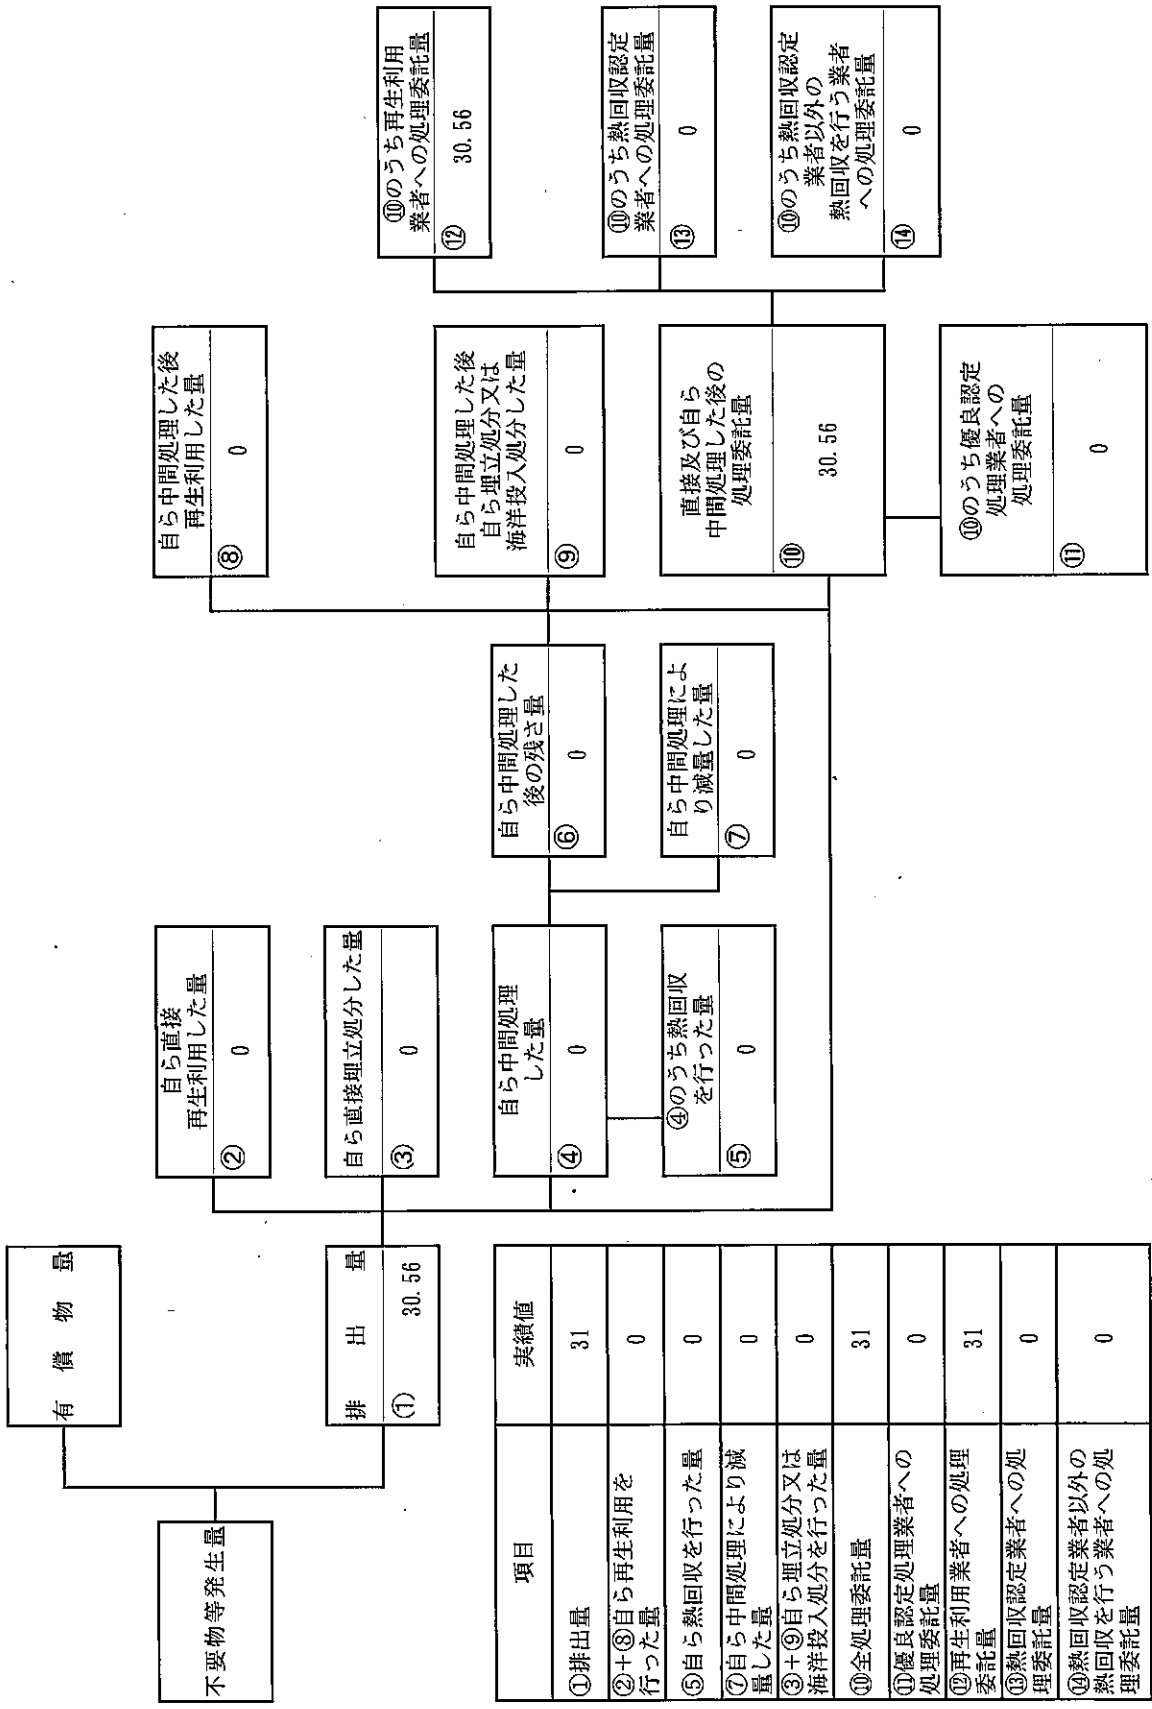 不要物等発生量
有償物量
排出量
① 30.56
自ら直接
再生利用した量
② 0
自ら直接埋立処分した量
③ 0
自ら中間処理
した量
④ 0
④のうち熱回収
を行った量
⑤ 0
自ら中間処理した
後の残さ量
⑥ 0
自ら中間処理によ
り減量した量
⑦ 0
自ら中間処理した後
再生利用した量
⑧ 0
自ら中間処理した後
自ら埋立処分又は
海洋投入処分した量
⑨ 0
直接及び自ら
中間処理した後の
処理委託量
⑩ 30.56
⑩のうち優良認定
処理業者への
処理委託量
⑪ 0
⑩のうち再生利用
業者への処理委託量
⑫ 30.56
⑩のうち熱回収認定
業者への処理委託量
⑬ 0
⑩のうち熱回収認定
業者以外の
熱回収を行う業者
への処理委託量
⑭ 0
項目 実績値
①排出量 31
②+⑧自ら再生利用を
行った量 0
⑤自ら熱回収を行った量 0
⑦自ら中間処理により減
量した量 0
③+⑨自ら埋立処分又は
海洋投入処分を行った量 0
⑩全処理委託量 31
⑪優良認定処理業者への
処理委託量 0
⑫再生利用業者への処理
委託量 31
⑬熱回収認定業者への処
理委託量 0
⑭熱回収認定業者以外の
熱回収を行う業者への処
理委託量 0